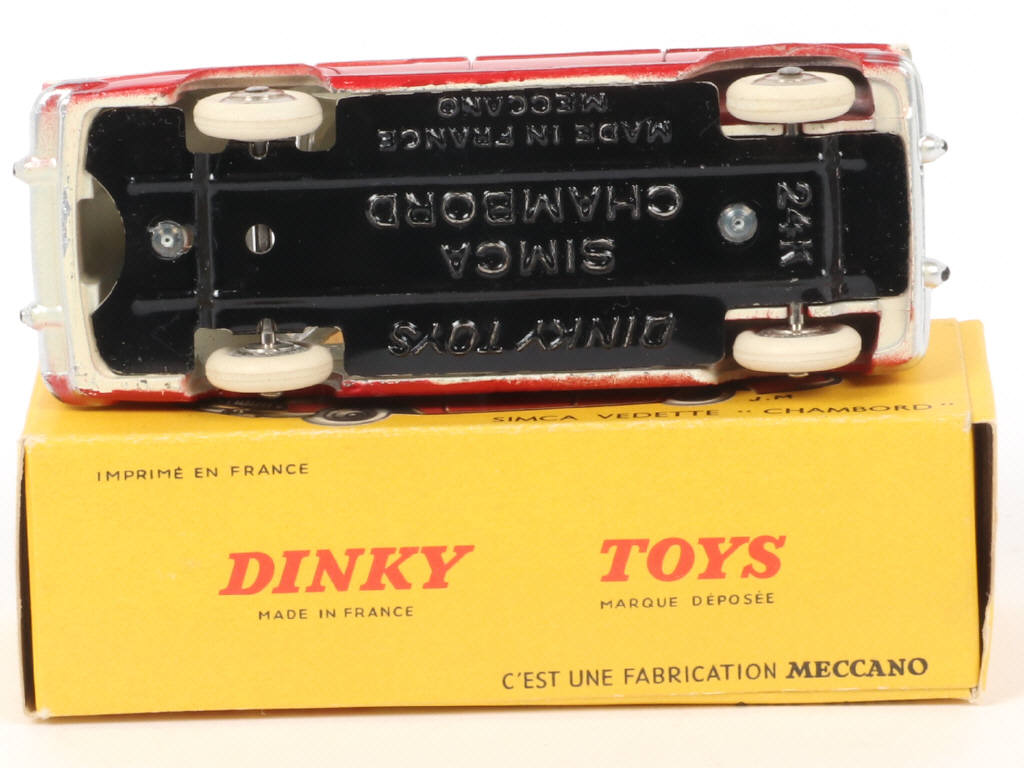 MADE IN FRANCE
MECCANO
24K
SIMCA
CHAMBORD
DINKY TOYS
J.M
SIMCA VEDETTE "CHAMBORD"
IMPRIMÉ EN FRANCE
DINKY TOYS
MADE IN FRANCE MARQUE DÉPOSÉE
C'EST UNE FABRICATION MECCANO